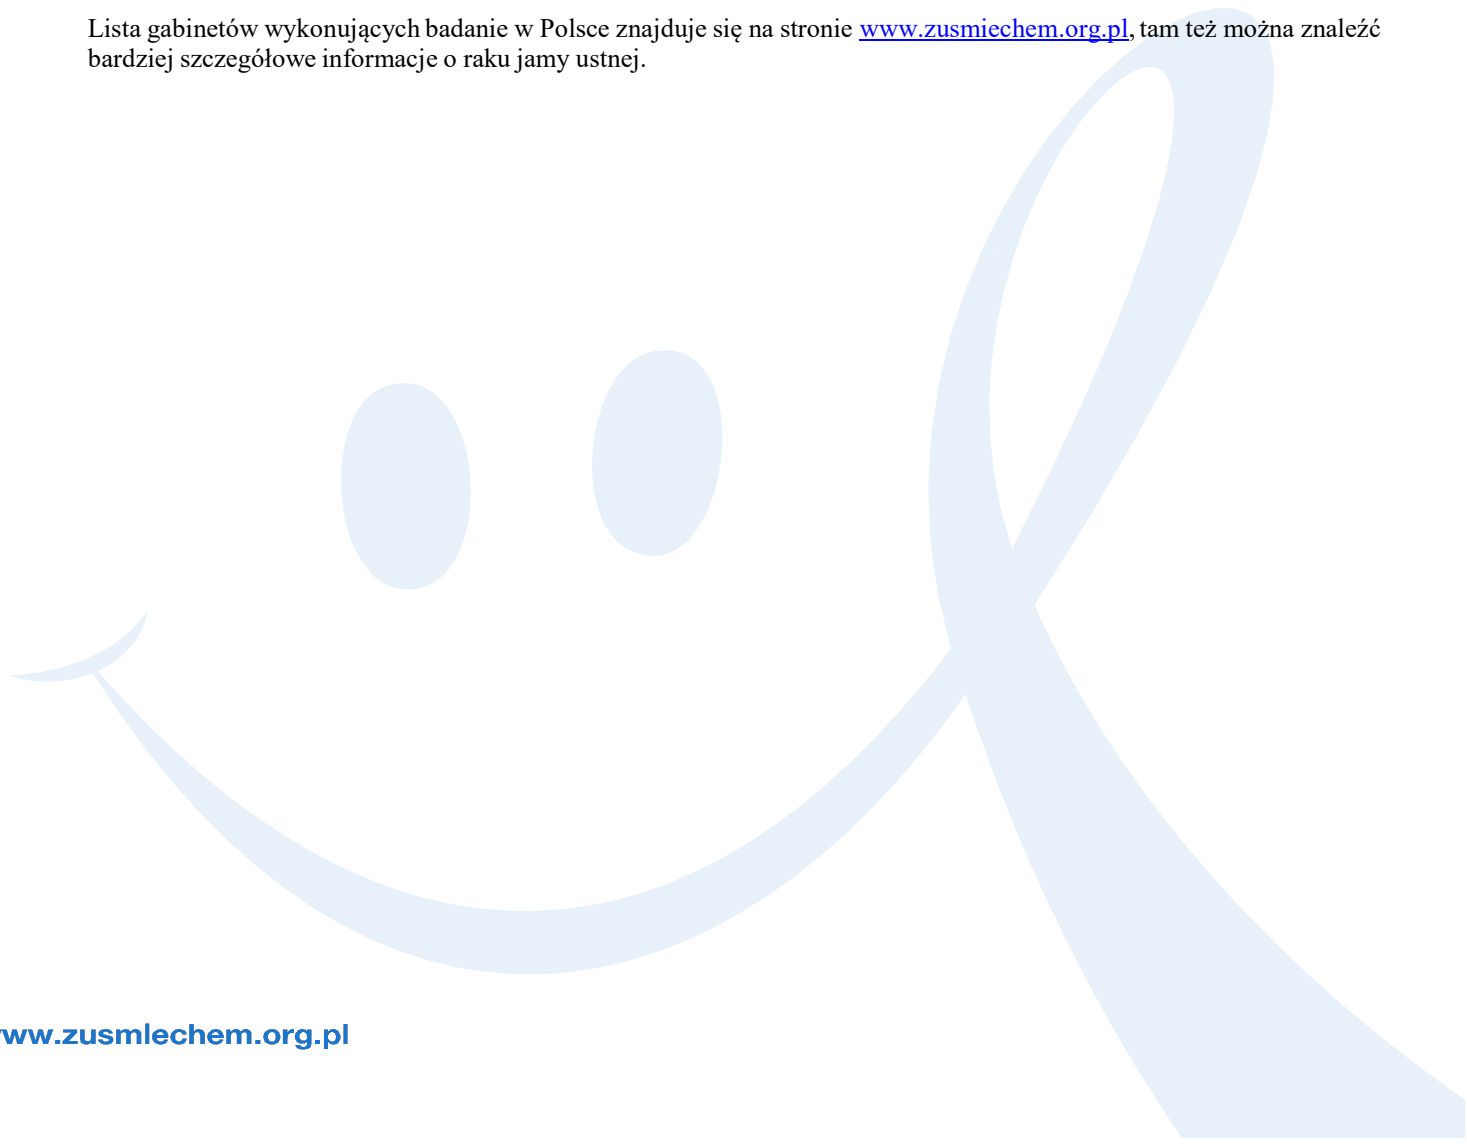 Lista gabinetów wykonujących badanie w Polsce znajduje się na stronie www.zusmiechem.org.pl, tam też można znaleźć
bardziej szczegółowe informacje o raku jamy ustnej.
ww.zusmlechem.org.pl